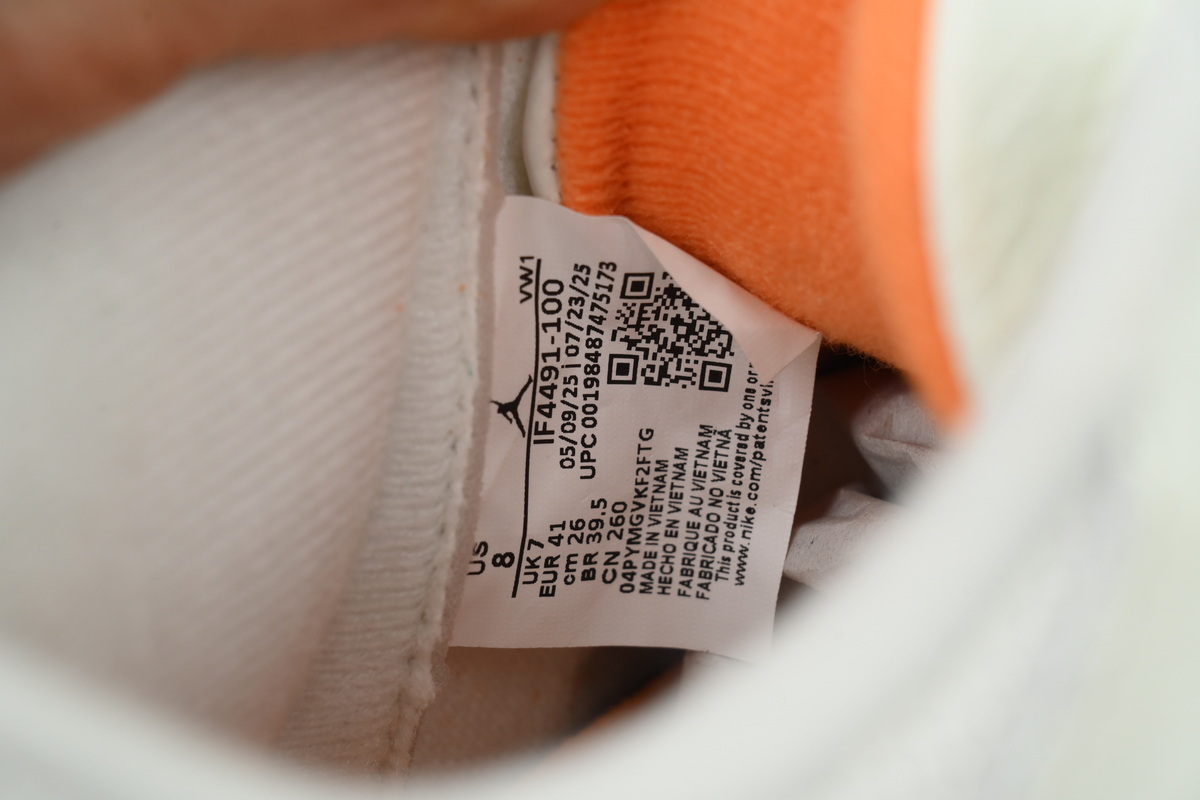 US
8
VW1
UK 7
EUR 41
cm 26
BR 39.5
CN 260
IF4491-100
05/09/25 i 07/23/25
UPC 00198487475173
04PYMGVKF2FTG
MADE IN VIETNAM
HECHO EN VIETNAM
FABRIQUE AU VIETNAM
FABRICADO NO VIETNÃ
This product is covered by one or
www.nike.com/patents